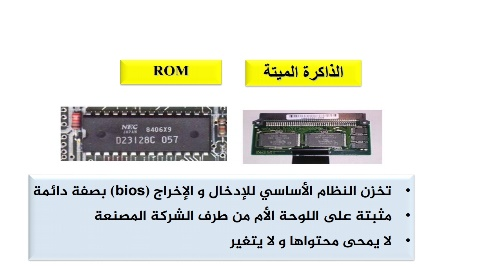 الذاكرة الميتة
ROM
NEC 8406X9
JAPAN
D23128C 057
• تخزن النظام الأساسي للإدخال و الإخراج (bios) بصفة دائمة
• مثبتة على اللوحة الأم من طرف الشركة المصنعة
• لا يمحى محتواها و لا يتغير